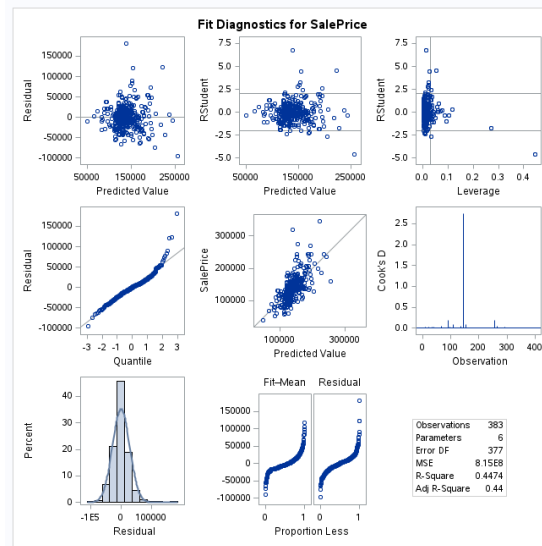 Fit Diagnostics for SalePrice
Residual
150000
100000
50000
0
-50000
-100000
50000 150000 250000
Predicted Value
RStudent
7.5
5.0
2.5
0.0
-2.5
-5.0
50000 150000 250000
Predicted Value
RStudent
7.5
5.0
2.5
0.0
-2.5
-5.0
0.0 0.1 0.2 0.3 0.4
Leverage
Residual
150000
100000
50000
0
-50000
-100000
-3 -2 -1 0 1 2 3
Quantile
SalePrice
300000
200000
100000
100000 300000
Predicted Value
Cook's D
2.5
2.0
1.5
1.0
0.5
0.0
0 100 200 300 400
Observation
Percent
40
30
20
10
0
-1E5 0 100000
Residual
Fit–Mean Residual
150000
100000
50000
0
-50000
-100000
0 1 0 1
Proportion Less
Observations 383
Parameters 6
Error DF 377
MSE 8.15E8
R-Square 0.4474
Adj R-Square 0.44